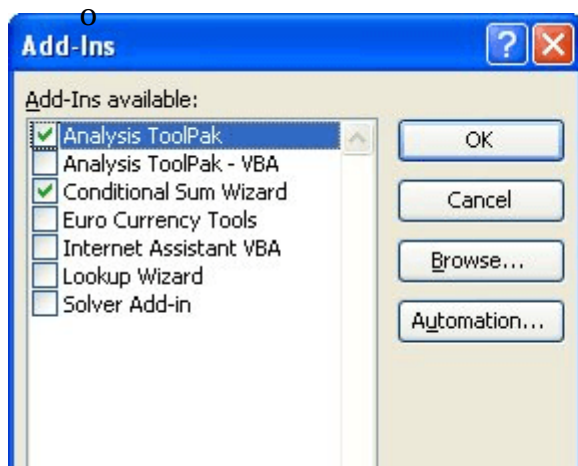 o
Add-Ins
Add-Ins available:
Analysis ToolPak
Analysis ToolPak - VBA
Conditional Sum Wizard
Euro Currency Tools
Internet Assistant VBA
Lookup Wizard
Solver Add-in
OK
Cancel
Browse...
Automation...